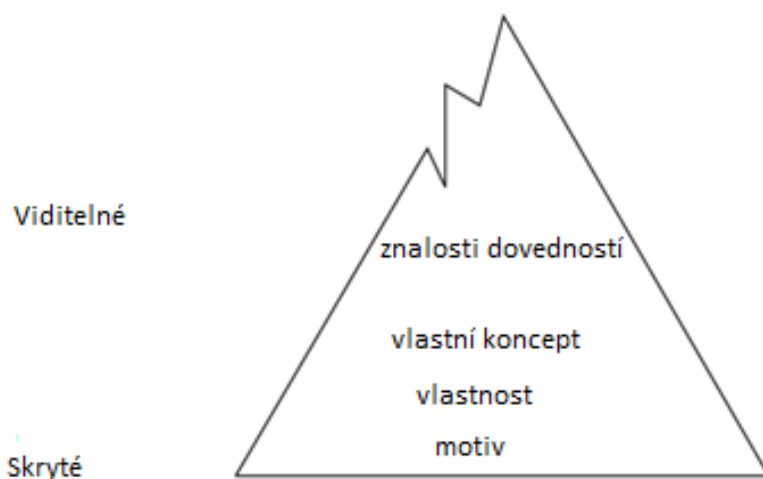 Viditelné
znalosti dovedností
vlastní koncept
vlastnost
motiv
Skryté